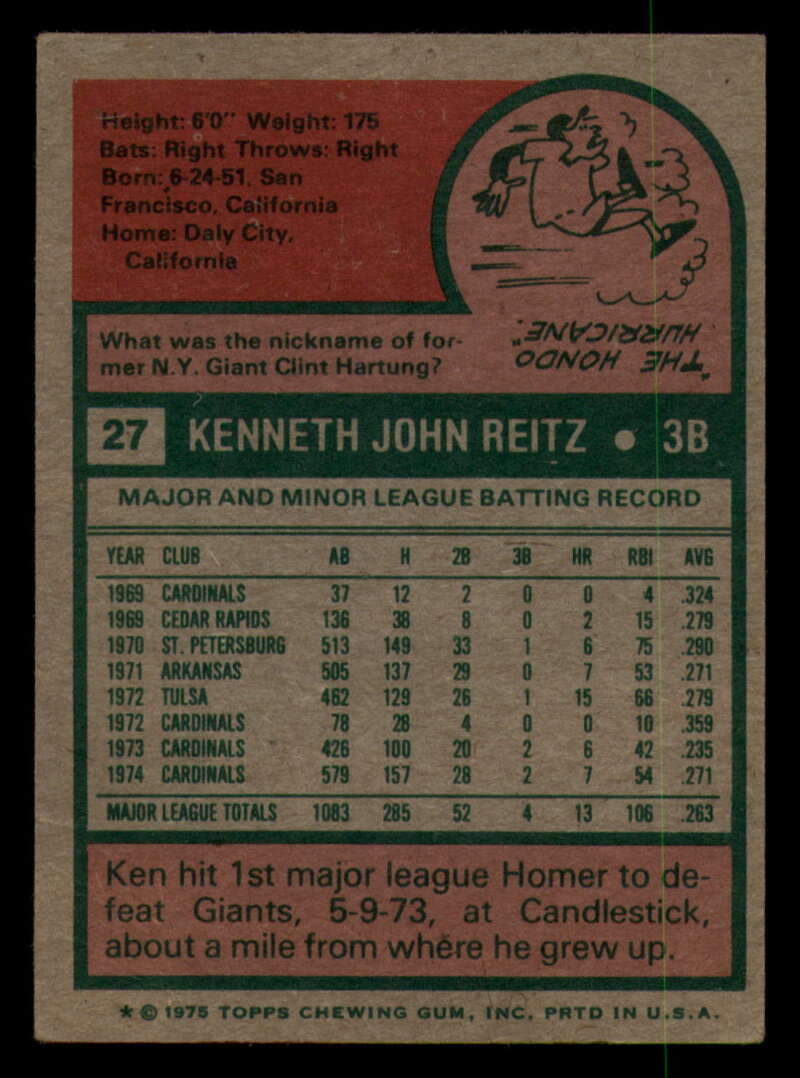 Height: 6'0" Weight: 175
Bats: Right Throws: Right
Born: 6-24-51, San
Francisco, California
Home: Daly City,
California
What was the nickname of for-
mer N.Y. Giant Clint Hartung?
"THE HONDO
HURRICANE."
27 KENNETH JOHN REITZ • 3B
MAJOR AND MINOR LEAGUE BATTING RECORD
YEAR CLUB AB H 2B 3B HR RBI AVG
1969 CARDINALS 37 12 2 0 0 4 .324
1969 CEDAR RAPIDS 136 38 8 0 2 15 .279
1970 ST. PETERSBURG 513 149 33 1 6 75 .290
1971 ARKANSAS 505 137 29 0 7 53 .271
1972 TULSA 462 129 26 1 15 66 .279
1972 CARDINALS 78 28 4 0 0 10 .359
1973 CARDINALS 426 100 20 2 6 42 .235
1974 CARDINALS 579 157 28 2 7 54 .271
MAJOR LEAGUE TOTALS 1083 285 52 4 13 106 .263
Ken hit 1st major league Homer to de-
feat Giants, 5-9-73, at Candlestick,
about a mile from where he grew up.
* © 1975 TOPPS CHEWING GUM, INC. PRTD IN U.S.A.